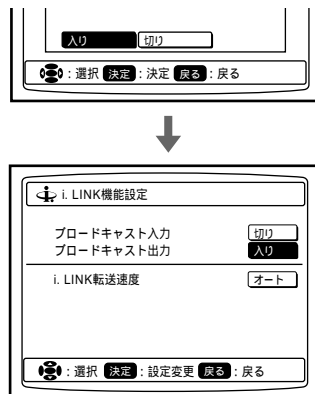 入り 切り
：選択 決定：決定 戻る：戻る
i. LINK機能設定
ブロードキャスト入力 切り
ブロードキャスト出力 入り
i. LINK転送速度 オート
：選択 決定：設定変更 戻る：戻る